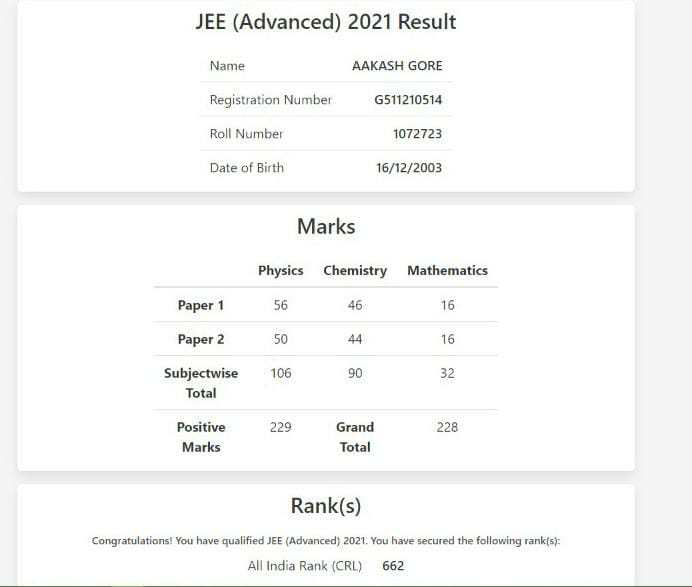 JEE (Advanced) 2021 Result
Name AAKASH GORE
Registration Number G511210514
Roll Number 1072723
Date of Birth 16/12/2003
Marks
Physics Chemistry Mathematics
Paper 1 56 46 16
Paper 2 50 44 16
Subjectwise Total 106 90 32
Positive Marks 229 Grand Total 228
Rank(s)
Congratulations! You have qualified JEE (Advanced) 2021. You have secured the following rank(s):
All India Rank (CRL) 662